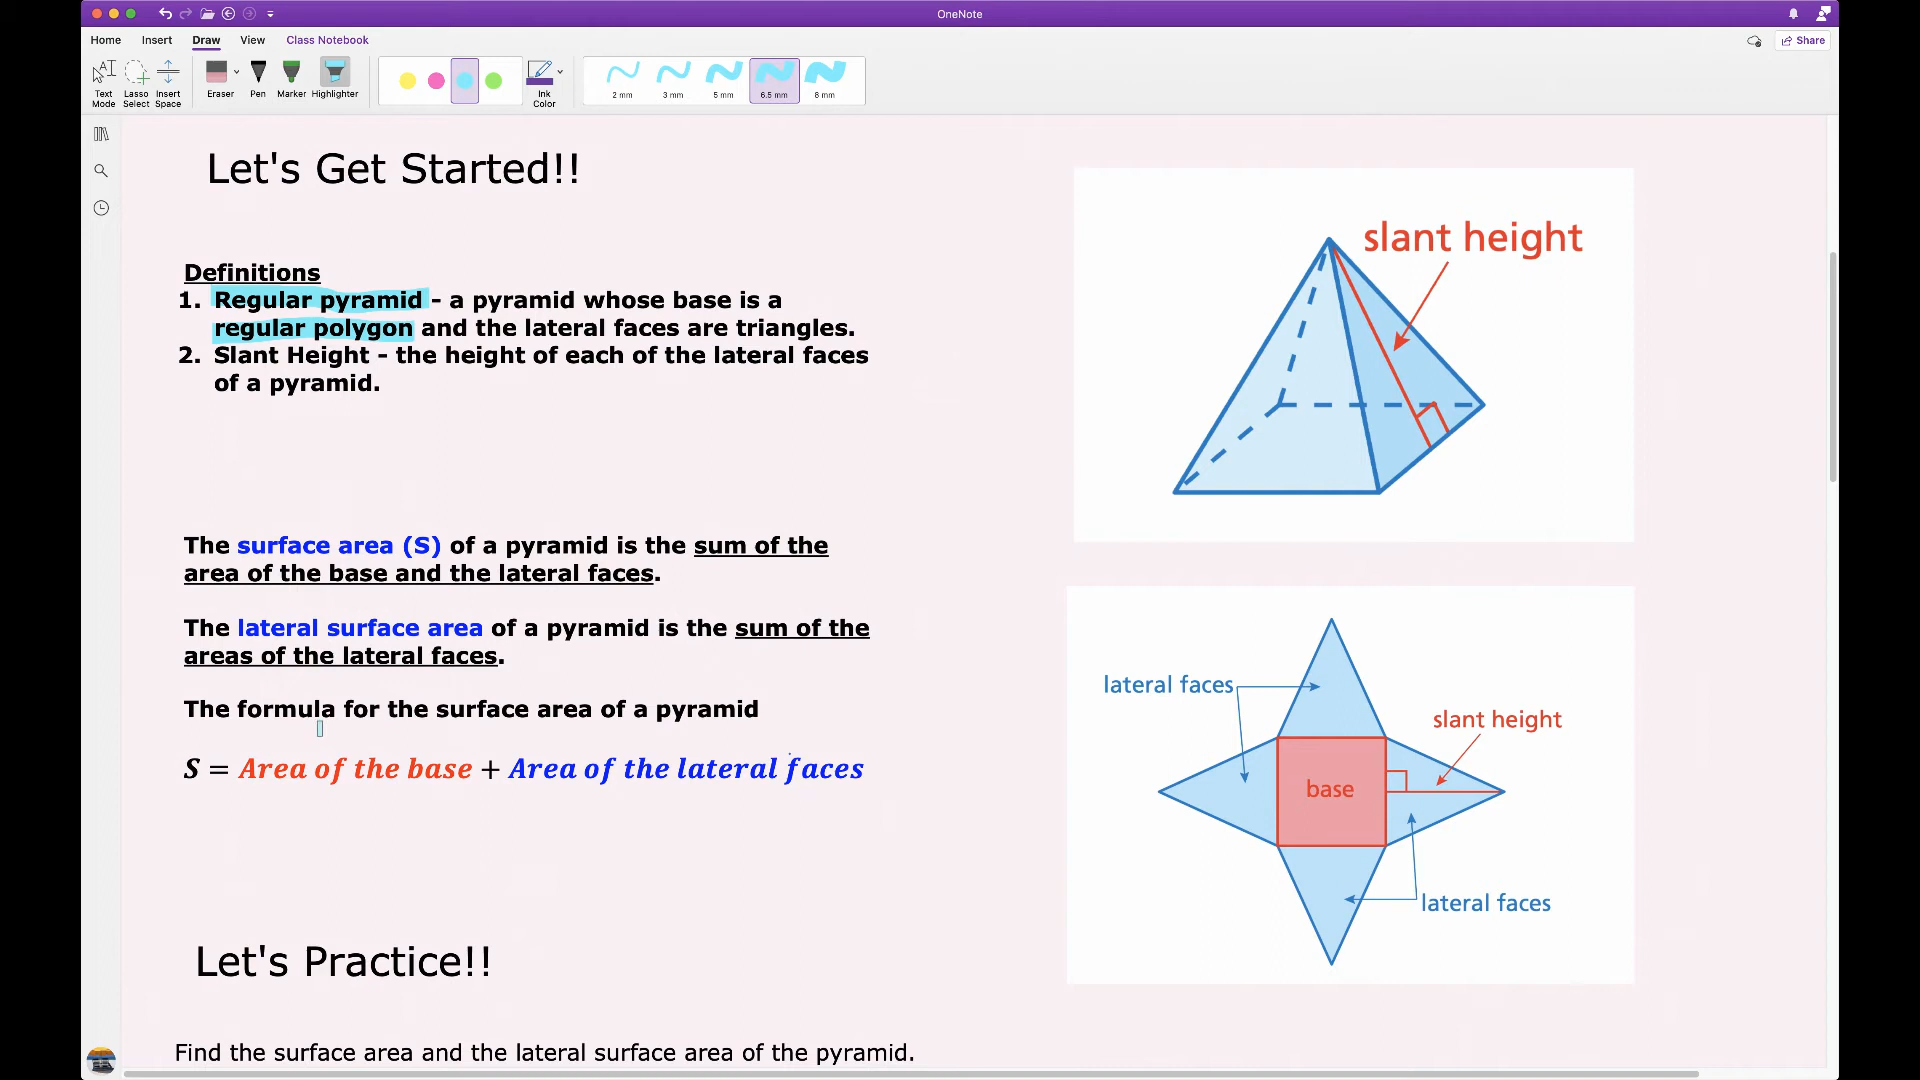 OneNote
Home Insert Draw View Class Notebook
Share
Text Mode
Lasso Select
Insert Space
Eraser
Pen
Marker
Highlighter
Ink Color
2 mm
3 mm
5 mm
6.5 mm
8 mm
Let's Get Started!!
Definitions
1. Regular pyramid - a pyramid whose base is a
regular polygon and the lateral faces are triangles.
2. Slant Height - the height of each of the lateral faces
of a pyramid.
slant height
The surface area (S) of a pyramid is the sum of the
area of the base and the lateral faces.
The lateral surface area of a pyramid is the sum of the
areas of the lateral faces.
The formula for the surface area of a pyramid
S = Area of the base + Area of the lateral faces
lateral faces
slant height
base
lateral faces
Let's Practice!!
Find the surface area and the lateral surface area of the pyramid.